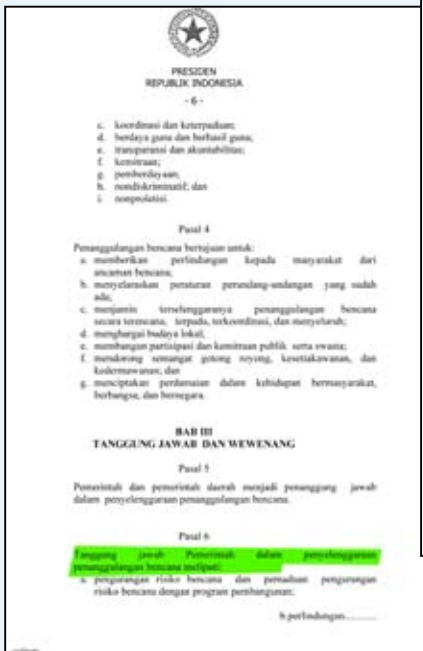 PRESIDEN
REPUBLIK INDONESIA
- 6 -
c. koordinasi dan keterpaduan;
d. berdaya guna dan berhasil guna;
e. transparansi dan akuntabilitas;
f. kemitraan;
g. pemberdayaan;
h. nondiskriminatif; dan
i. nonproletisi.
Pasal 4
Penanggulangan bencana bertujuan untuk:
a. memberikan perlindungan kepada masyarakat dari
ancaman bencana;
b. menyelaraskan peraturan perundang-undangan yang sudah
ada;
c. menjamin terselenggaranya penanggulangan bencana
secara terencana, terpadu, terkoordinasi, dan menyeluruh;
d. menghargai budaya lokal;
e. membangun partisipasi dan kemitraan publik serta swasta;
f. mendorong semangat gotong royong, kesetiakawanan, dan
kedermawanan; dan
g. menciptakan perdamaian dalam kehidupan bermasyarakat,
berbangsa, dan bernegara.
BAB III
TANGGUNG JAWAB DAN WEWENANG
Pasal 5
Pemerintah dan pemerintah daerah menjadi penanggung jawab
dalam penyelenggaraan penanggulangan bencana.
Pasal 6
Tanggung jawab Pemerintah dalam penyelenggaraan
penanggulangan bencana meliputi:
a. pengurangan risiko bencana dan pemaduan pengurangan
risiko bencana dengan program pembangunan;
b.perlindungan...........